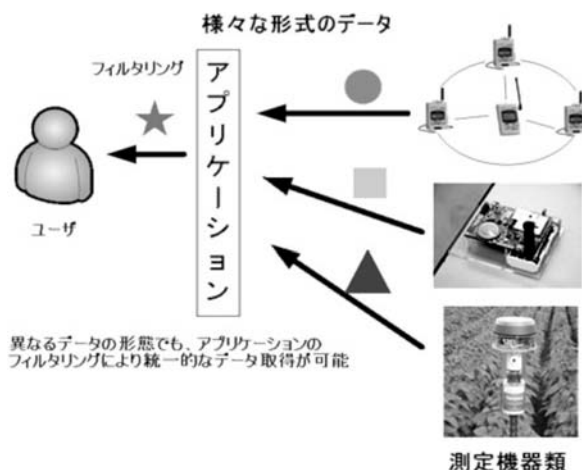 様々な形式のデータ
フィルタリング
アプリケーション
ユーザ
異なるデータの形態でも、アプリケーションの
フィルタリングにより統一的なデータ取得が可能
測定機器類